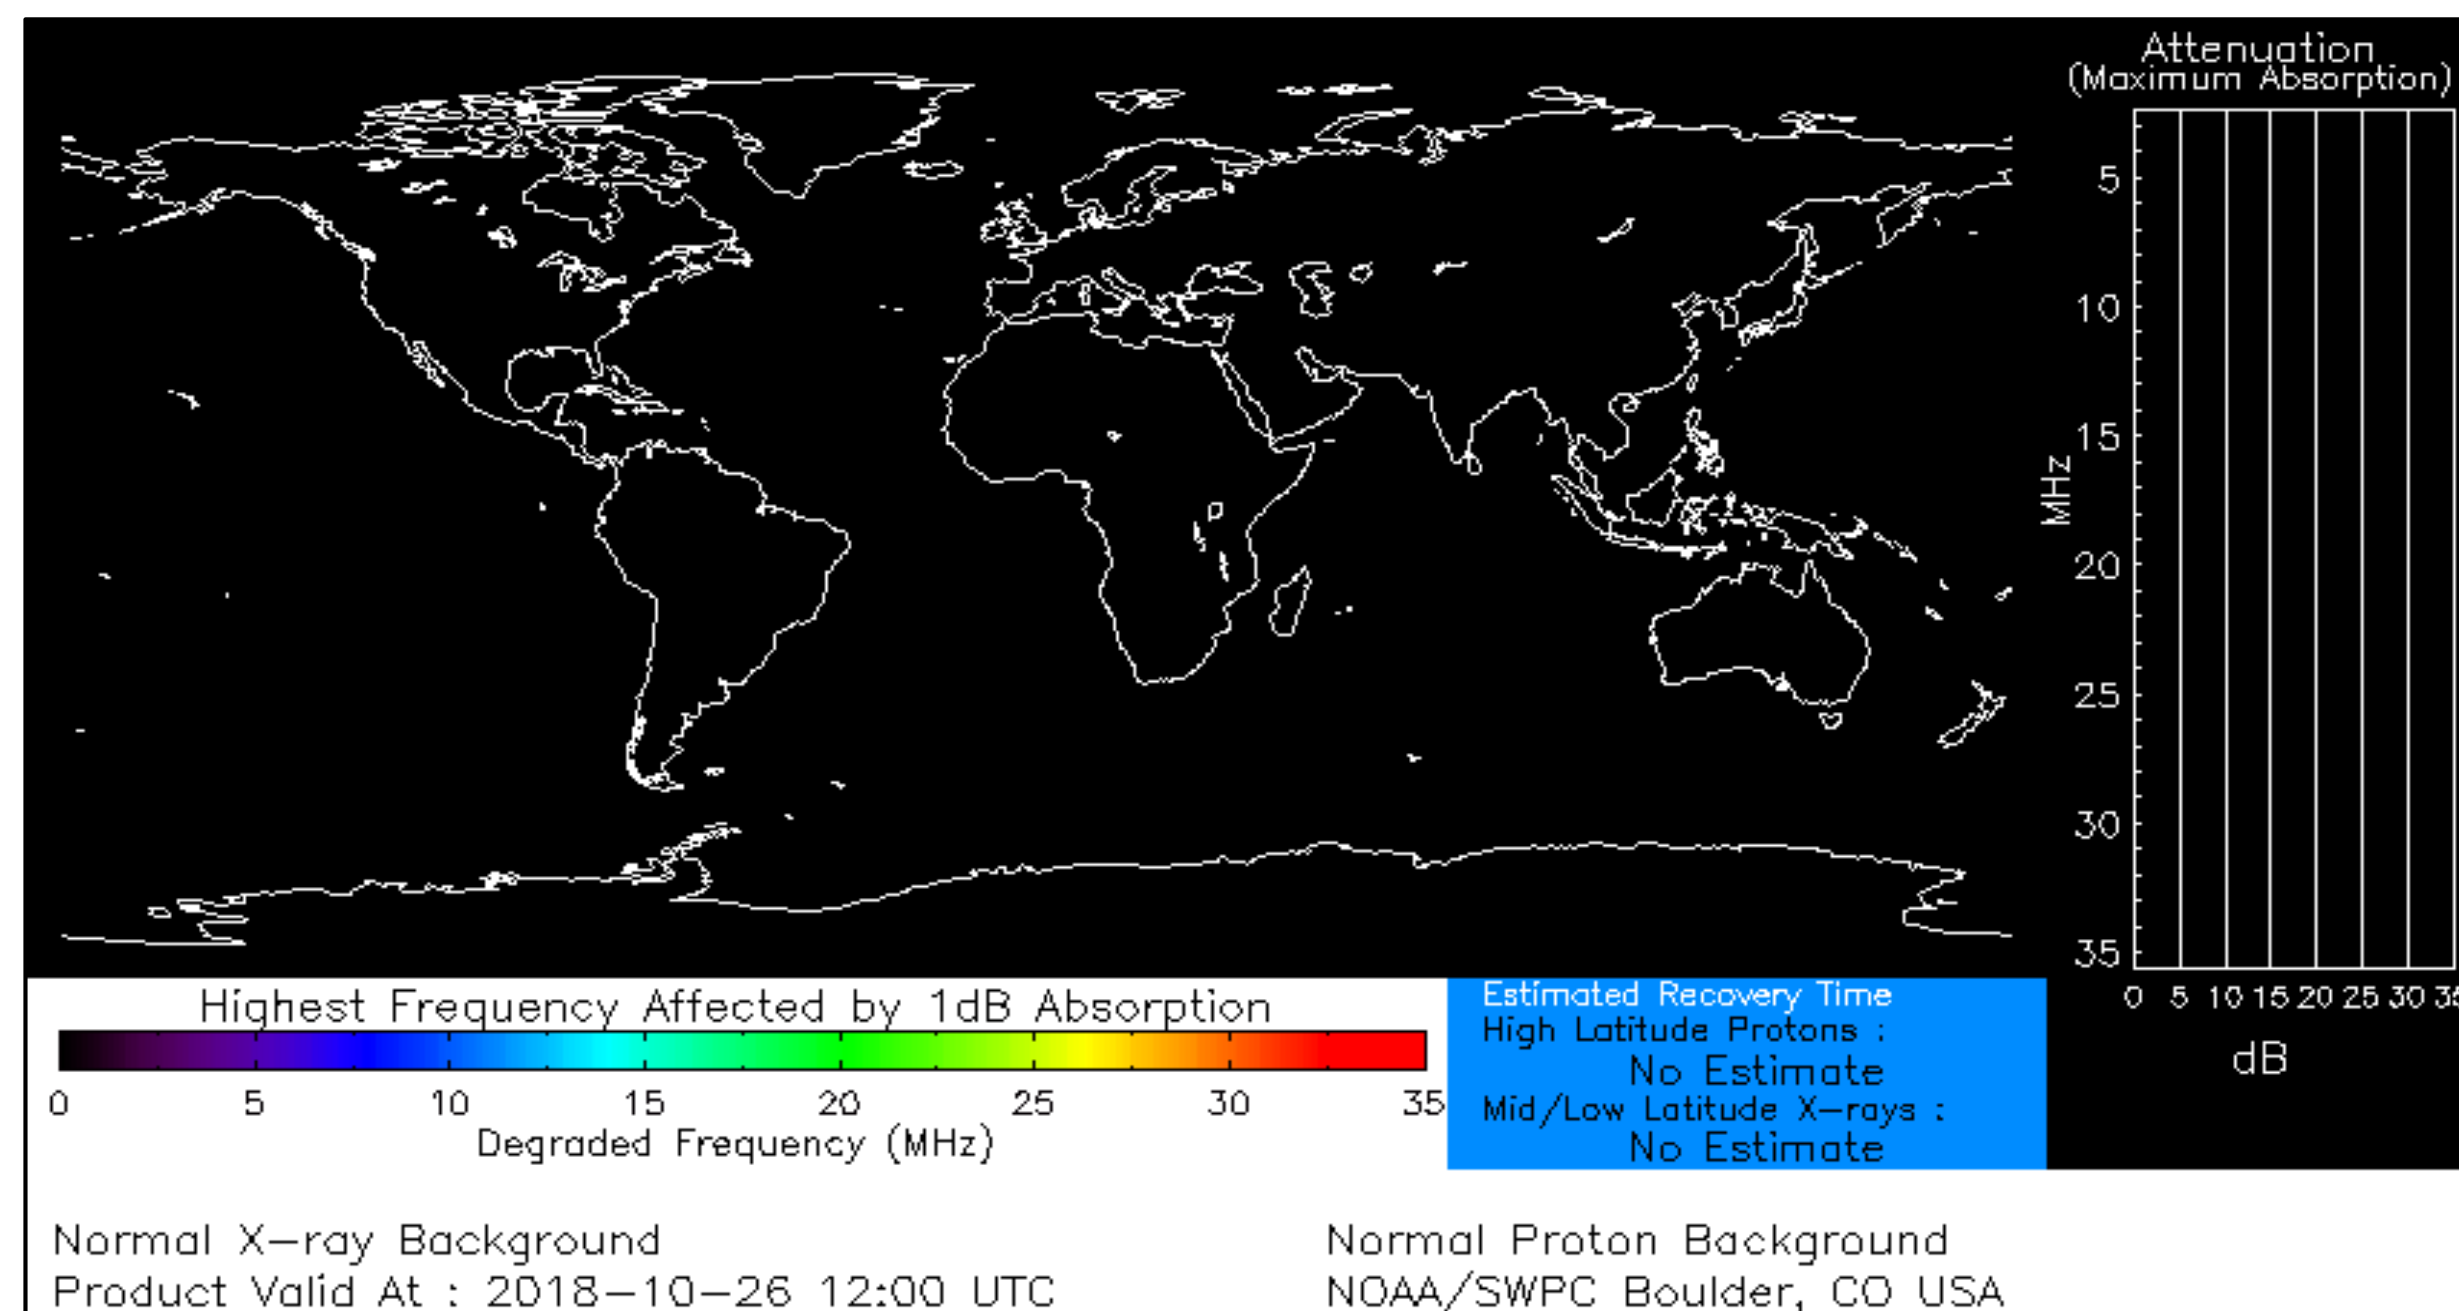 Attenuation
(Maximum Absorption)
5
10
15
20
25
30
35
MHz
0 5 10 15 20 25 30
dB
Highest Frequency Affected by 1dB Absorption
0 5 10 15 20 25 30 35
Degraded Frequency (MHz)
Estimated Recovery Time
High Latitude Protons :
No Estimate
Mid/Low Latitude X-rays :
No Estimate
Normal X-ray Background
Normal Proton Background
Product Valid At : 2018-10-26 12:00 UTC
NOAA/SWPC Boulder, CO USA